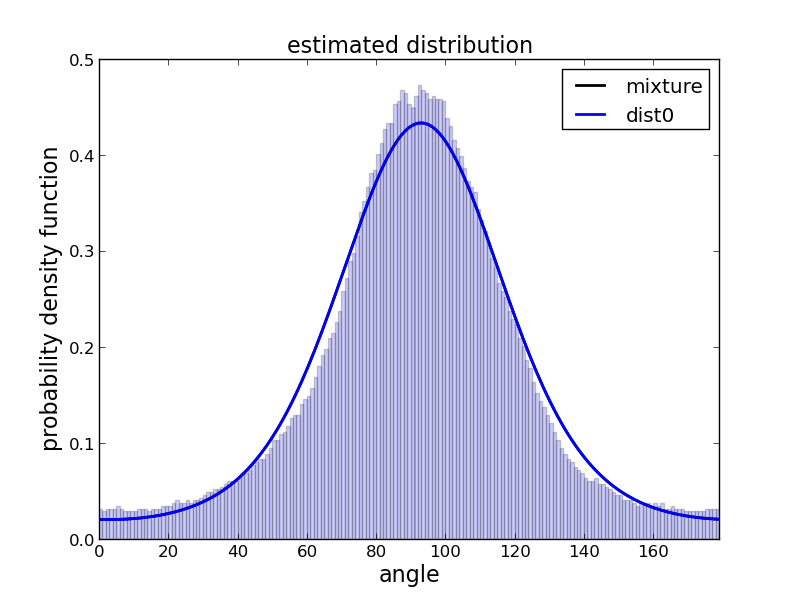 estimated distribution
mixture
dist0
probability density function
0.5
0.4
0.3
0.2
0.1
0.0
0 20 40 60 80 100 120 140 160
angle